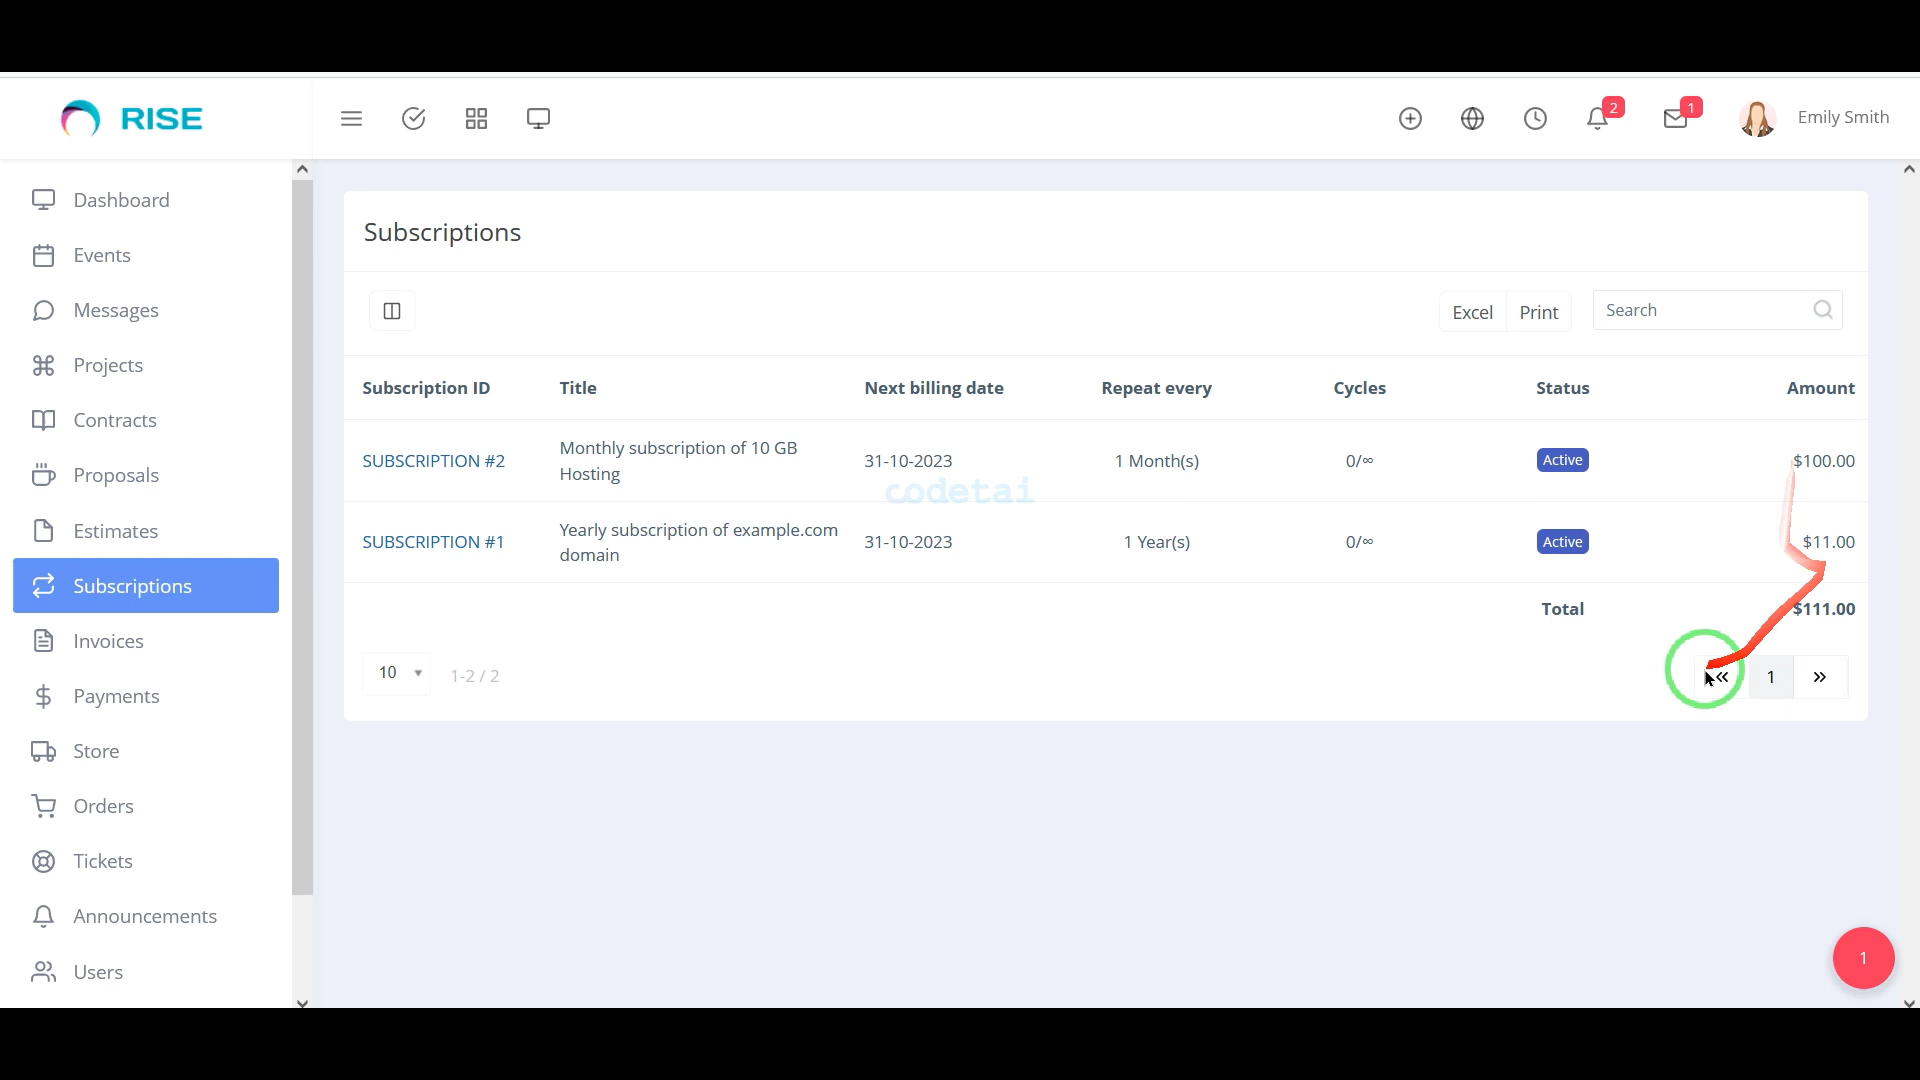 RISE
2
1
Emily Smith
Dashboard
Events
Messages
Projects
Contracts
Proposals
Estimates
Subscriptions
Invoices
Payments
Store
Orders
Tickets
Announcements
Users
Subscriptions
Excel
Print
Search
Subscription ID Title Next billing date Repeat every Cycles Status Amount
SUBSCRIPTION #2 Monthly subscription of 10 GB
Hosting
31-10-2023 1 Month(s) 0/∞ Active $100.00
codetai
SUBSCRIPTION #1 Yearly subscription of example.com
domain
31-10-2023 1 Year(s) 0/∞ Active $11.00
Total $111.00
10 1-2 / 2
« 1 »
1